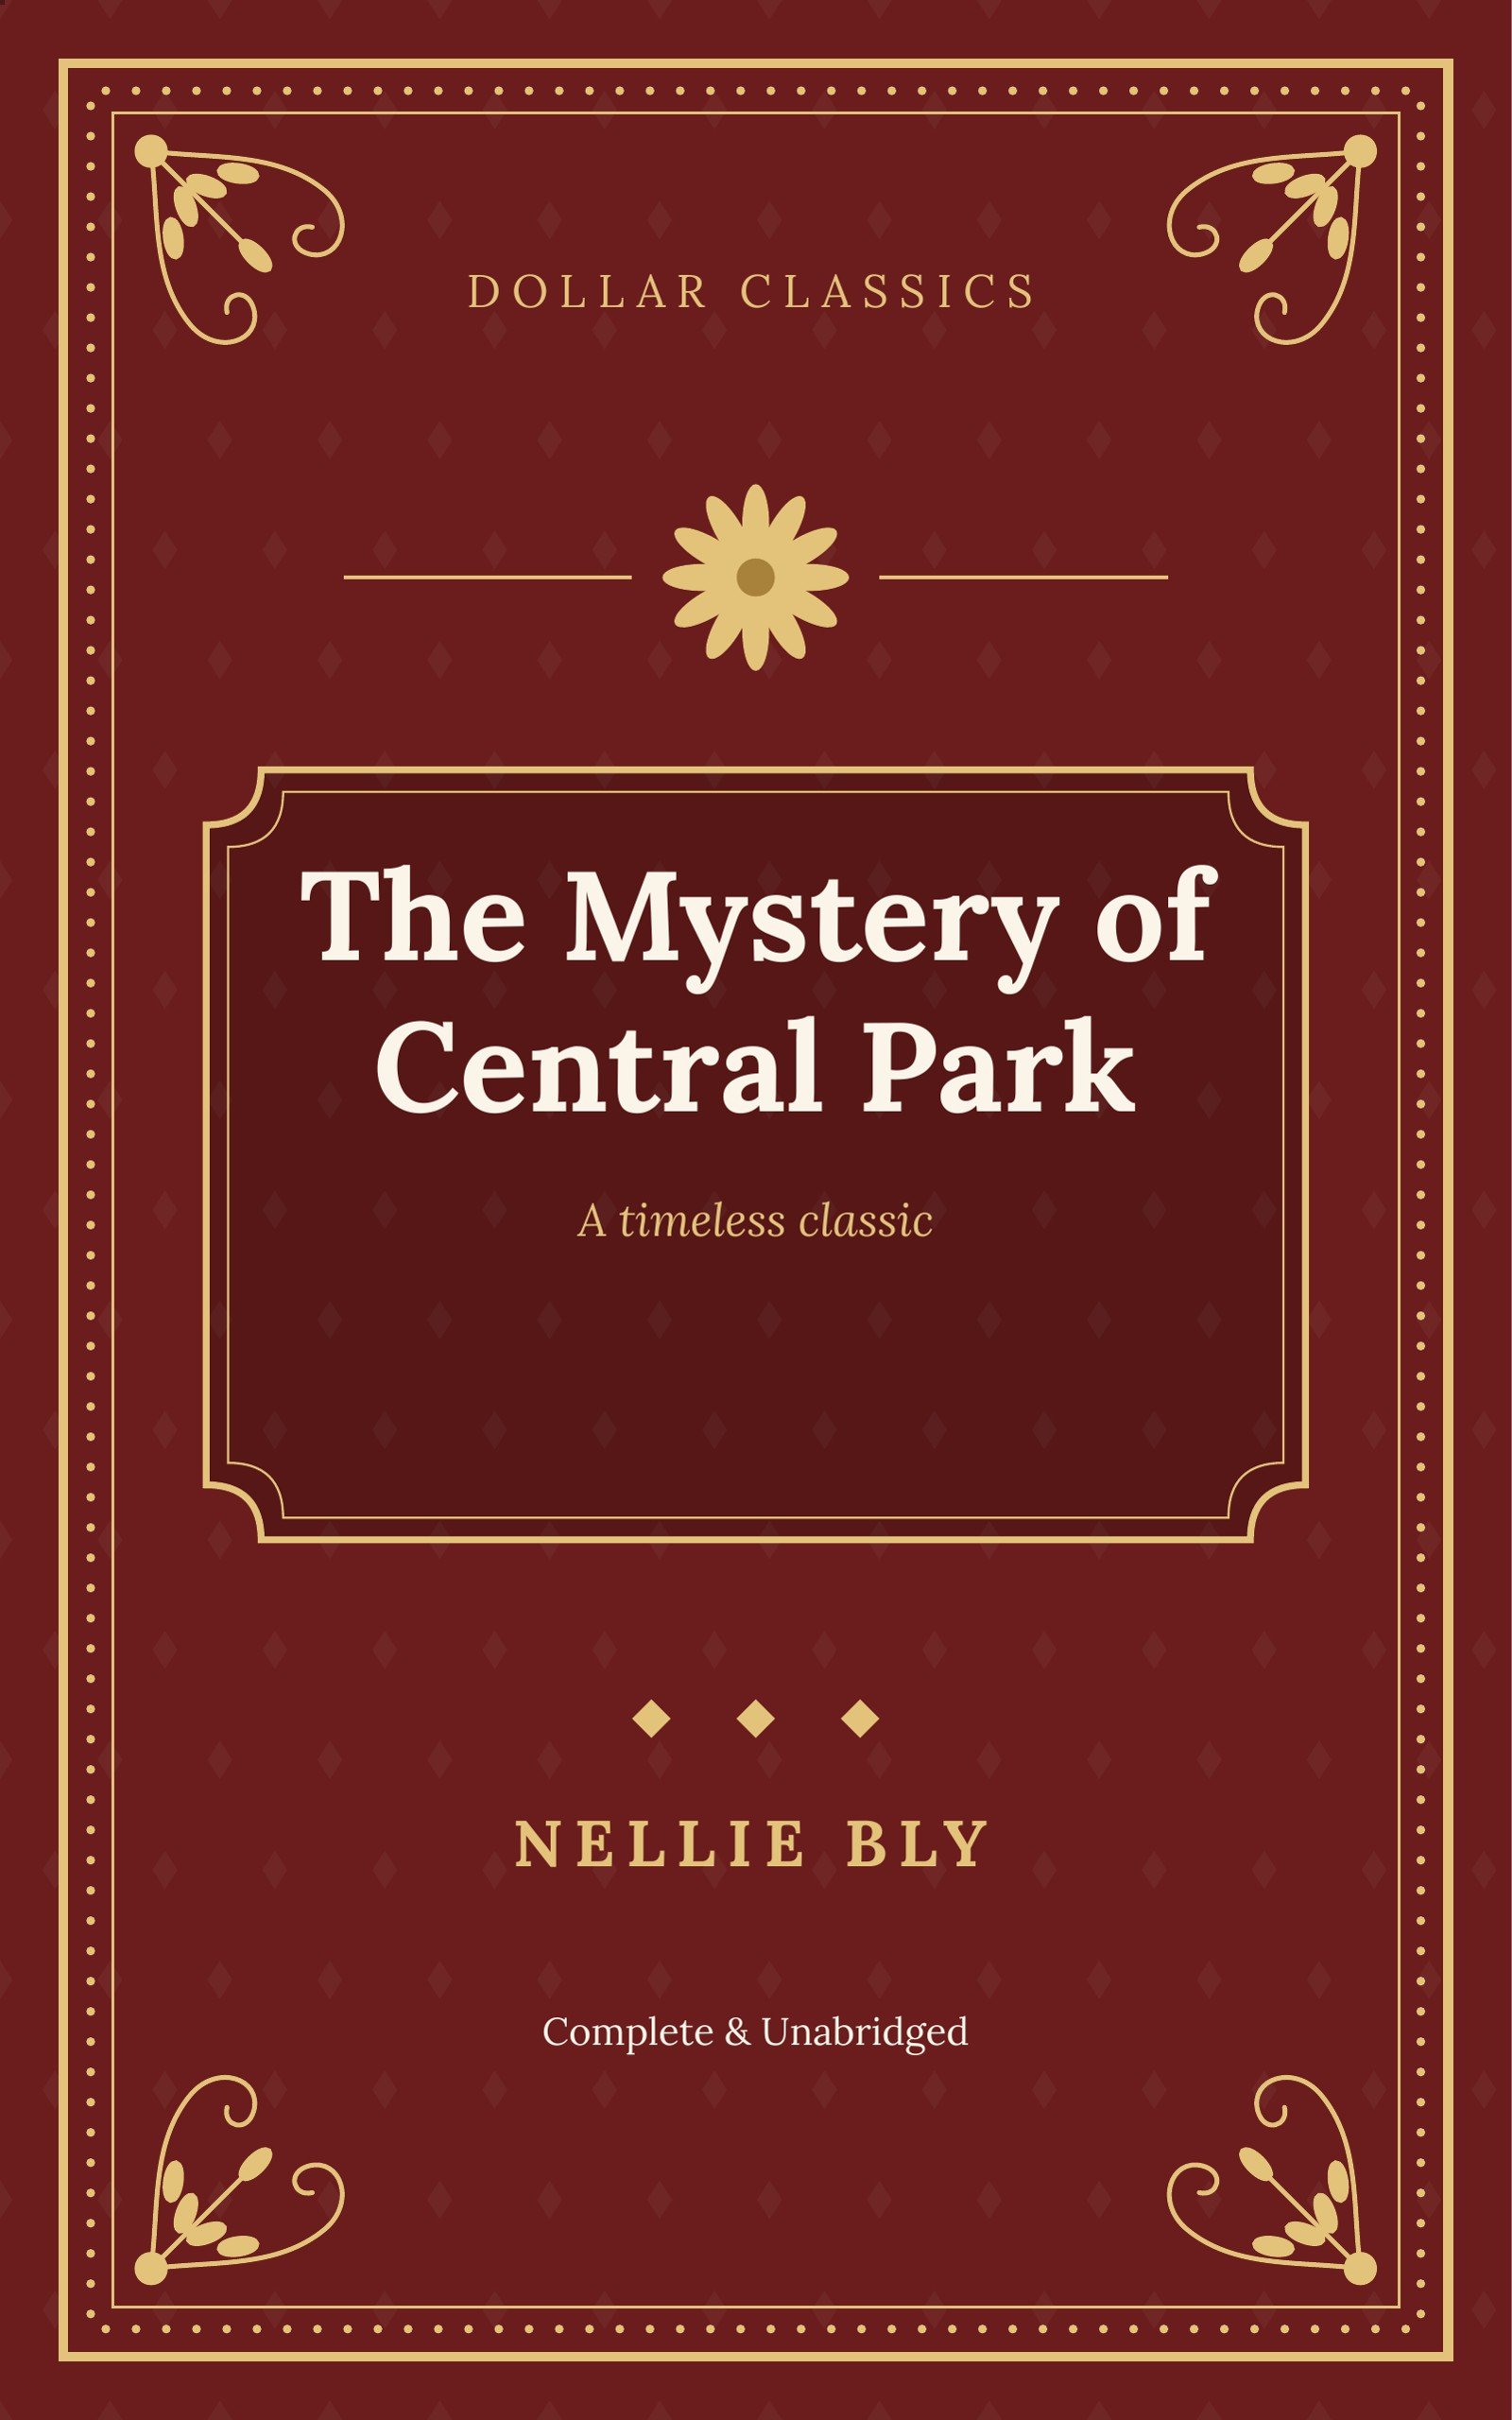 DOLLAR CLASSICS
The Mystery of
Central Park
A timeless classic
NELLIE BLY
Complete & Unabridged